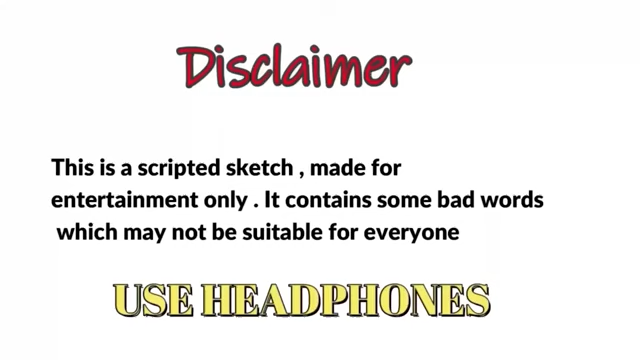 Disclaimer
This is a scripted sketch , made for
entertainment only . It contains some bad words
which may not be suitable for everyone
USE HEADPHONES